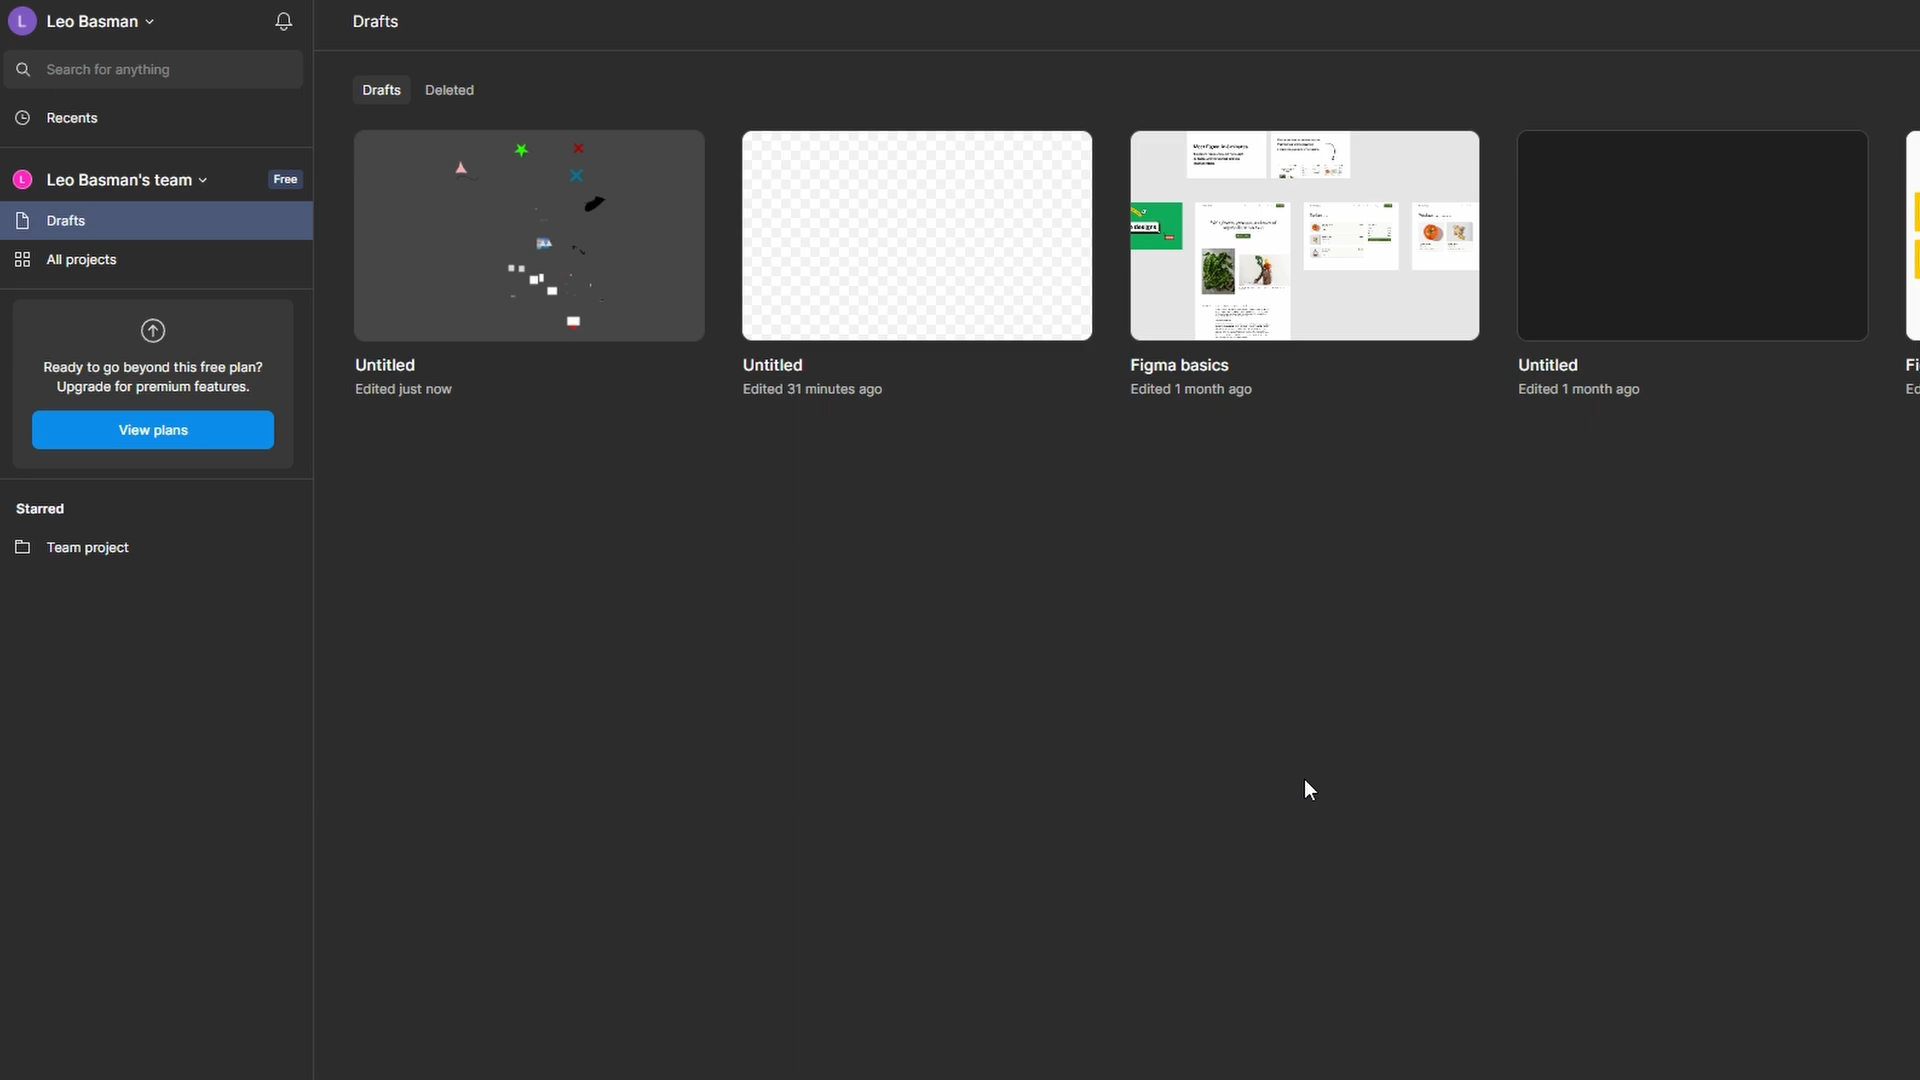 L Leo Basman
Drafts
Search for anything
Drafts Deleted
Recents
L Leo Basman's team Free
Drafts
All projects
Ready to go beyond this free plan?
Upgrade for premium features.
View plans
Starred
Team project
Untitled
Edited just now
Untitled
Edited 31 minutes ago
Figma basics
Edited 1 month ago
Untitled
Edited 1 month ago
Fi
Ed